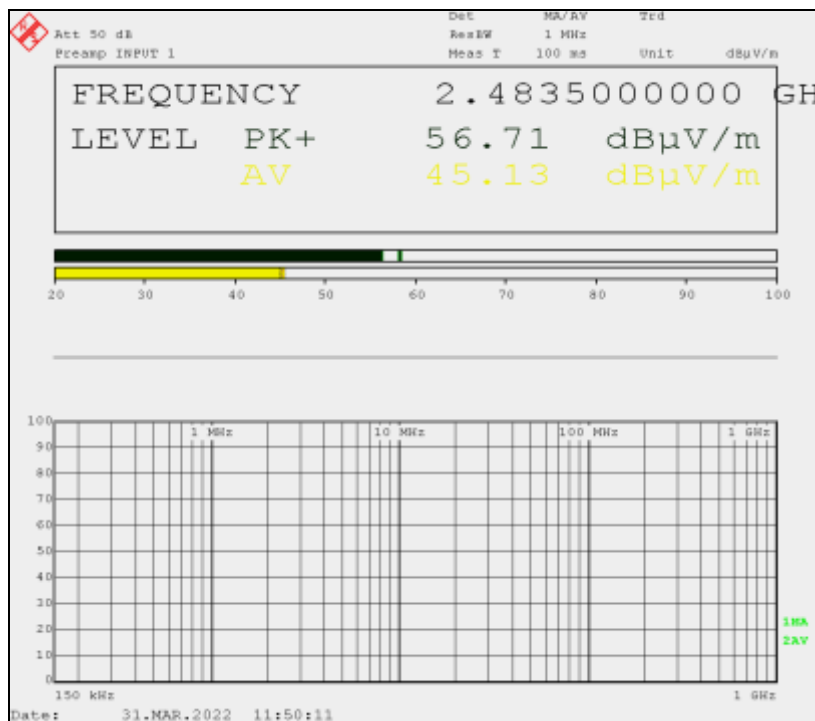 Det MA/AV Trd
Att 50 dB ResBW 1 MHz
Preamp INPUT 1 Meas T 100 ms Unit dBµV/m
FREQUENCY 2.4835000000 GH
LEVEL PK+ 56.71 dBµV/m
AV 45.13 dBµV/m
20 30 40 50 60 70 80 90 100
100 1 MHz 10 MHz 100 MHz 1 GHz
90
80
70
60
50
40
30
20 1MA
10 2AV
0
150 kHz 1 GHz
Date: 31.MAR.2022 11:50:11